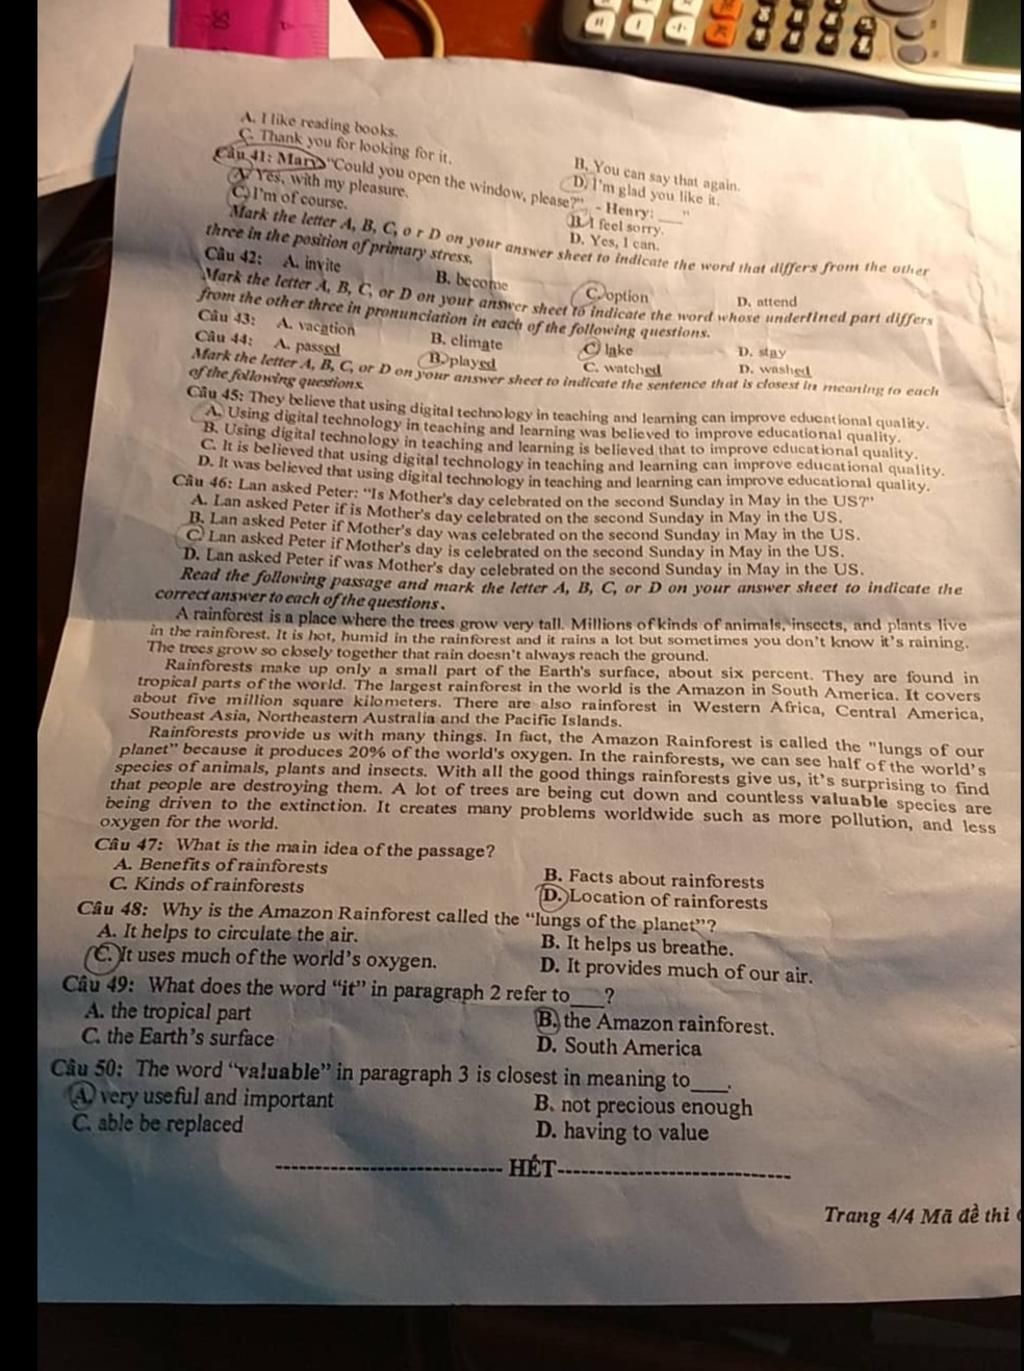 A. I like reading books.
B. You can say that again.
C. Thank you for looking for it.
D. I'm glad you like it.
Câu 41: Mary: "Could you open the window, please?" - Henry: ____ "
A. Yes, with my pleasure.
B. I feel sorry.
C. I'm of course.
D. Yes, I can.
Mark the letter A, B, C, o r D on your answer sheet to indicate the word that differs from the other
three in the position of primary stress.
Câu 42: A. invite B. become C. option D. attend
Mark the letter A, B, C, or D on your answer sheet to indicate the word whose underlined part differs
from the other three in pronunciation in each of the following questions.
Câu 43: A. vacation B. climate C. lake D. stay
Câu 44: A. passed B. played C. watched D. washed
Mark the letter A, B, C, or D on your answer sheet to indicate the sentence that is closest in meaning to each
of the following questions.
Câu 45: They believe that using digital technology in teaching and learning can improve educational quality.
A. Using digital technology in teaching and learning was believed to improve educational quality.
B. Using digital technology in teaching and learning is believed that to improve educational quality.
C. It is believed that using digital technology in teaching and learning can improve educational quality.
D. It was believed that using digital technology in teaching and learning can improve educational quality.
Câu 46: Lan asked Peter: "Is Mother's day celebrated on the second Sunday in May in the US?"
A. Lan asked Peter if is Mother's day celebrated on the second Sunday in May in the US.
B. Lan asked Peter if Mother's day was celebrated on the second Sunday in May in the US.
C. Lan asked Peter if Mother's day is celebrated on the second Sunday in May in the US.
D. Lan asked Peter if was Mother's day celebrated on the second Sunday in May in the US.
Read the following passage and mark the letter A, B, C, or D on your answer sheet to indicate the
correct answer to each of the questions.
A rainforest is a place where the trees grow very tall. Millions of kinds of animals, insects, and plants live
in the rainforest. It is hot, humid in the rainforest and it rains a lot but sometimes you don't know it's raining.
The trees grow so closely together that rain doesn't always reach the ground.
Rainforests make up only a small part of the Earth's surface, about six percent. They are found in
tropical parts of the world. The largest rainforest in the world is the Amazon in South America. It covers
about five million square kilometers. There are also rainforest in Western Africa, Central America,
Southeast Asia, Northeastern Australia and the Pacific Islands.
Rainforests provide us with many things. In fact, the Amazon Rainforest is called the "lungs of our
planet" because it produces 20% of the world's oxygen. In the rainforests, we can see half of the world's
species of animals, plants and insects. With all the good things rainforests give us, it's surprising to find
that people are destroying them. A lot of trees are being cut down and countless valuable species are
being driven to the extinction. It creates many problems worldwide such as more pollution, and less
oxygen for the world.
Câu 47: What is the main idea of the passage?
A. Benefits of rainforests
B. Facts about rainforests
C. Kinds of rainforests
D. Location of rainforests
Câu 48: Why is the Amazon Rainforest called the "lungs of the planet"?
A. It helps to circulate the air.
B. It helps us breathe.
C. It uses much of the world's oxygen.
D. It provides much of our air.
Câu 49: What does the word "it" in paragraph 2 refer to____?
A. the tropical part
B. the Amazon rainforest.
C. the Earth's surface
D. South America
Câu 50: The word "valuable" in paragraph 3 is closest in meaning to____.
A. very useful and important
B. not precious enough
C. able be replaced
D. having to value
---------------------------- HẾT----------------------------
Trang 4/4 Mã đề thi